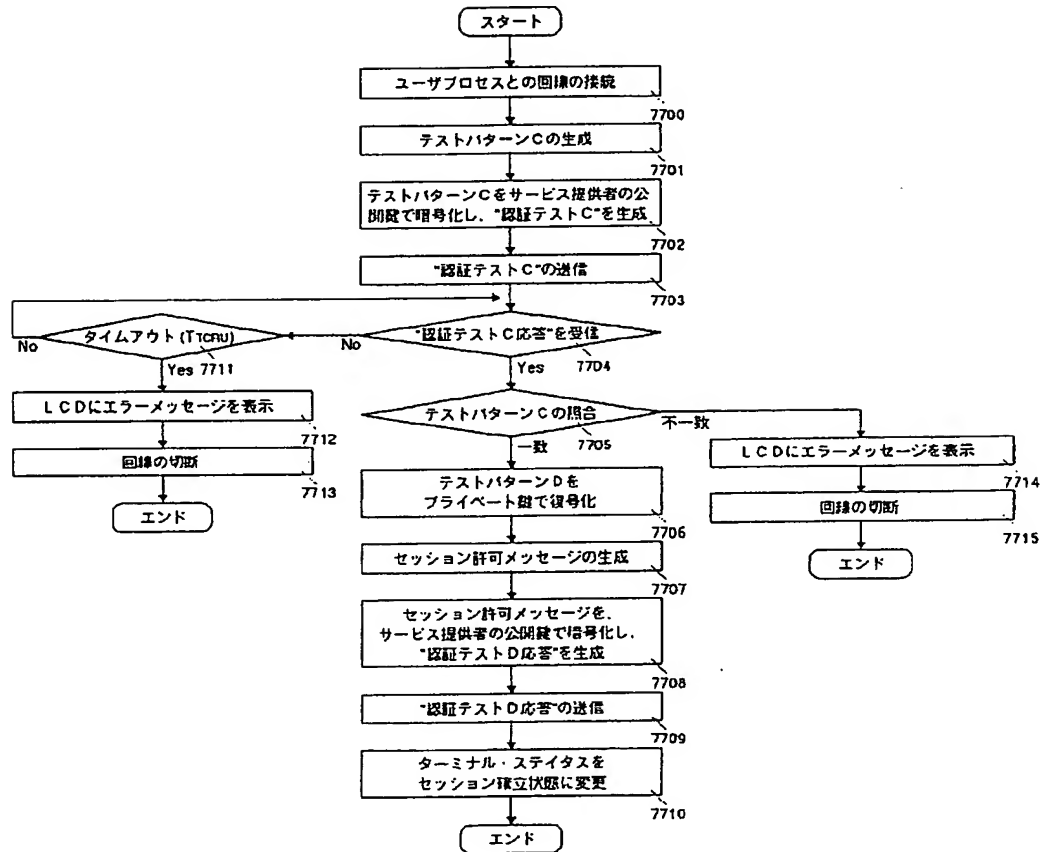 スタート
ユーザプロセスとの回線の接続
7700
テストパターンCの生成
7701
テストパターンCをサービス提供者の公
開鍵で暗号化し、"認証テストC"を生成
7702
"認証テストC"の送信
7703
"認証テストC応答"を受信
7704
No
Yes
タイムアウト (TTCRU)
7711
No
Yes
LCDにエラーメッセージを表示
7712
回線の切断
7713
エンド
テストパターンCの照合
7705
不一致
一致
LCDにエラーメッセージを表示
7714
回線の切断
7715
エンド
テストパターンDを
プライベート鍵で復号化
7706
セッション許可メッセージの生成
7707
セッション許可メッセージを、
サービス提供者の公開鍵で暗号化し、
"認証テストD応答"を生成
7708
"認証テストD応答"の送信
7709
ターミナル・ステイタスを
セッション確立状態に変更
7710
エンド